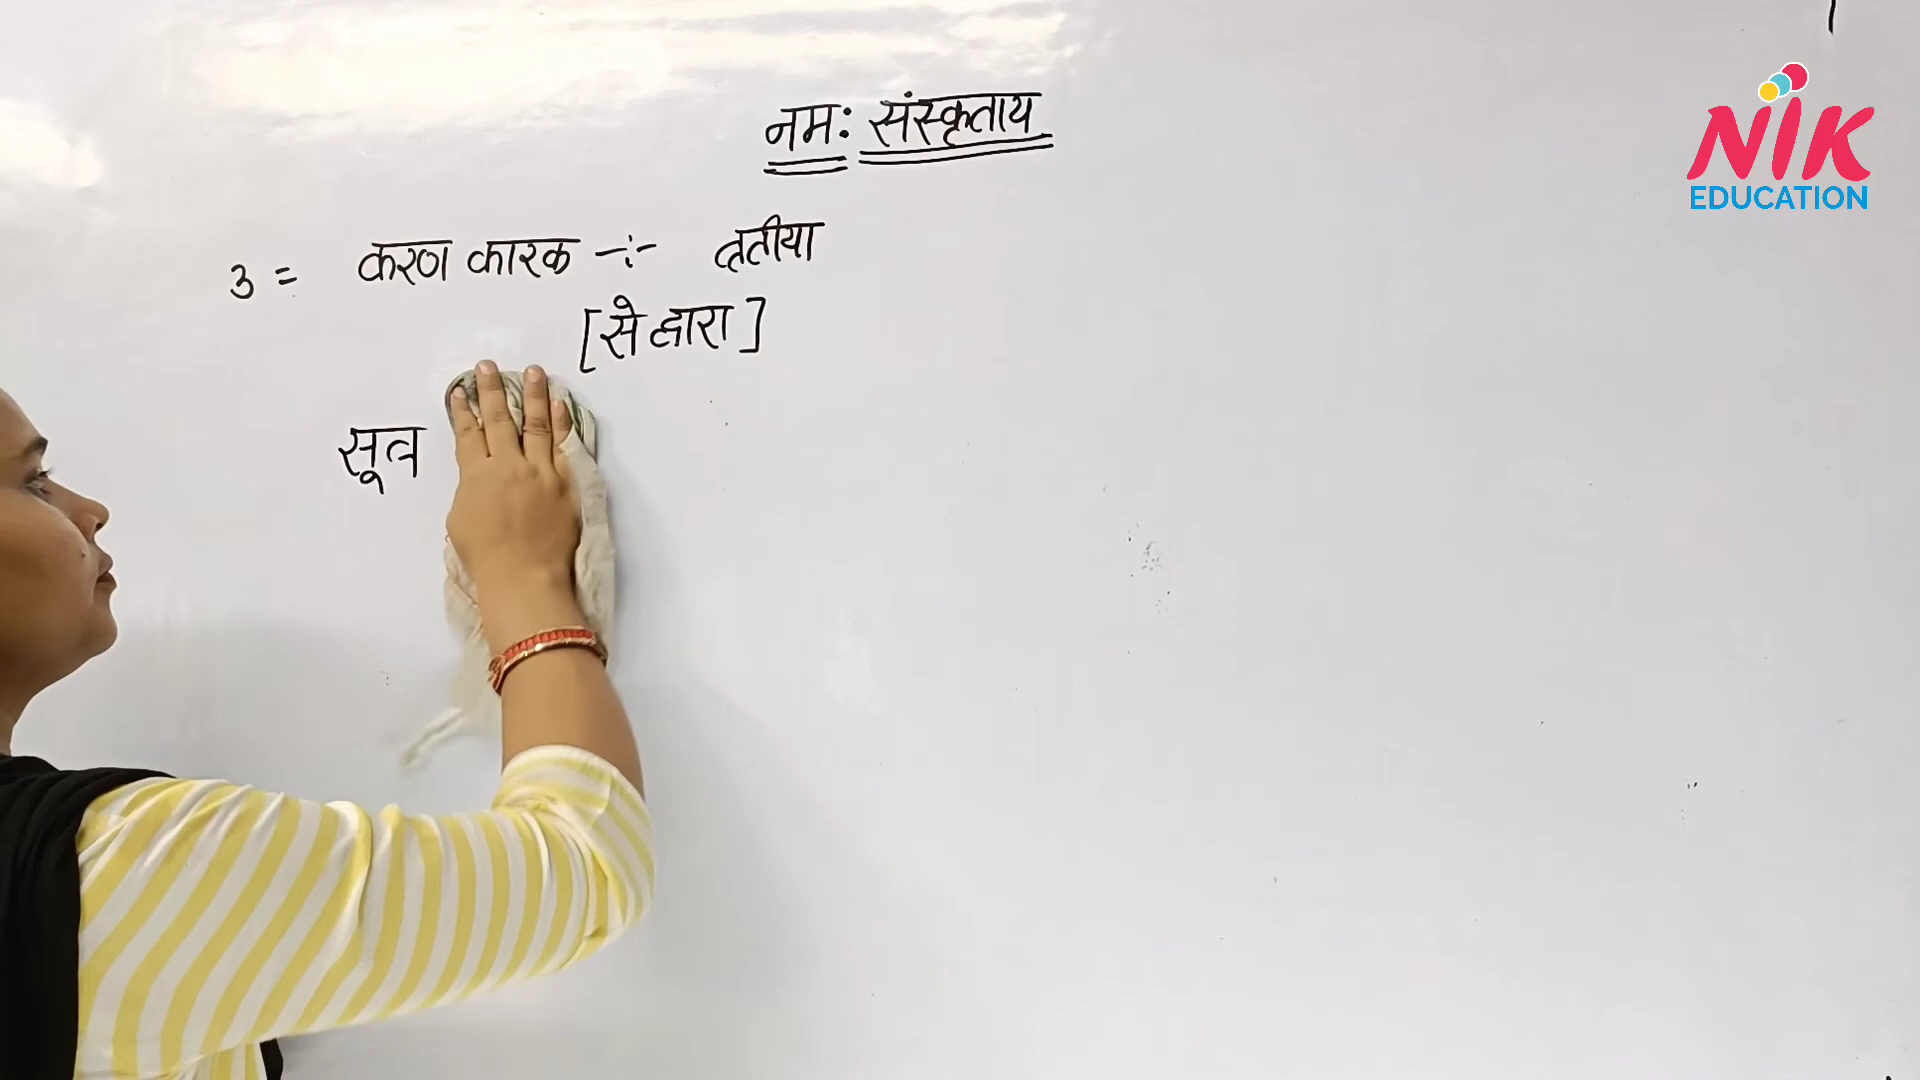 नमः संस्कृताय
NIK
EDUCATION
3 = करण कारक -:- तृतीया
[से द्वारा]
सूत्र